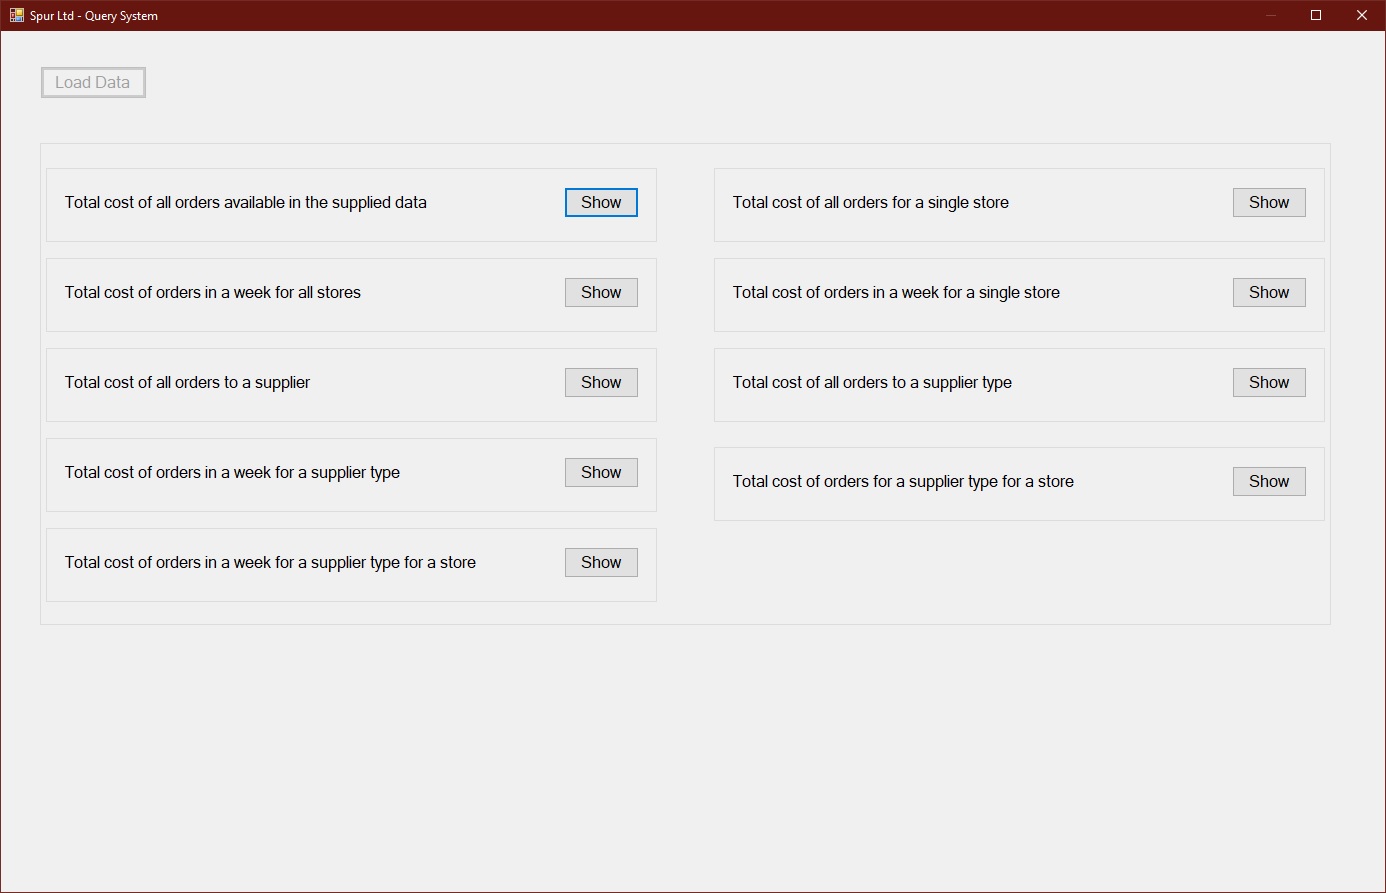 Spur Ltd - Query System
Load Data
Total cost of all orders available in the supplied data Show
Total cost of all orders for a single store Show
Total cost of orders in a week for all stores Show
Total cost of orders in a week for a single store Show
Total cost of all orders to a supplier Show
Total cost of all orders to a supplier type Show
Total cost of orders in a week for a supplier type Show
Total cost of orders for a supplier type for a store Show
Total cost of orders in a week for a supplier type for a store Show